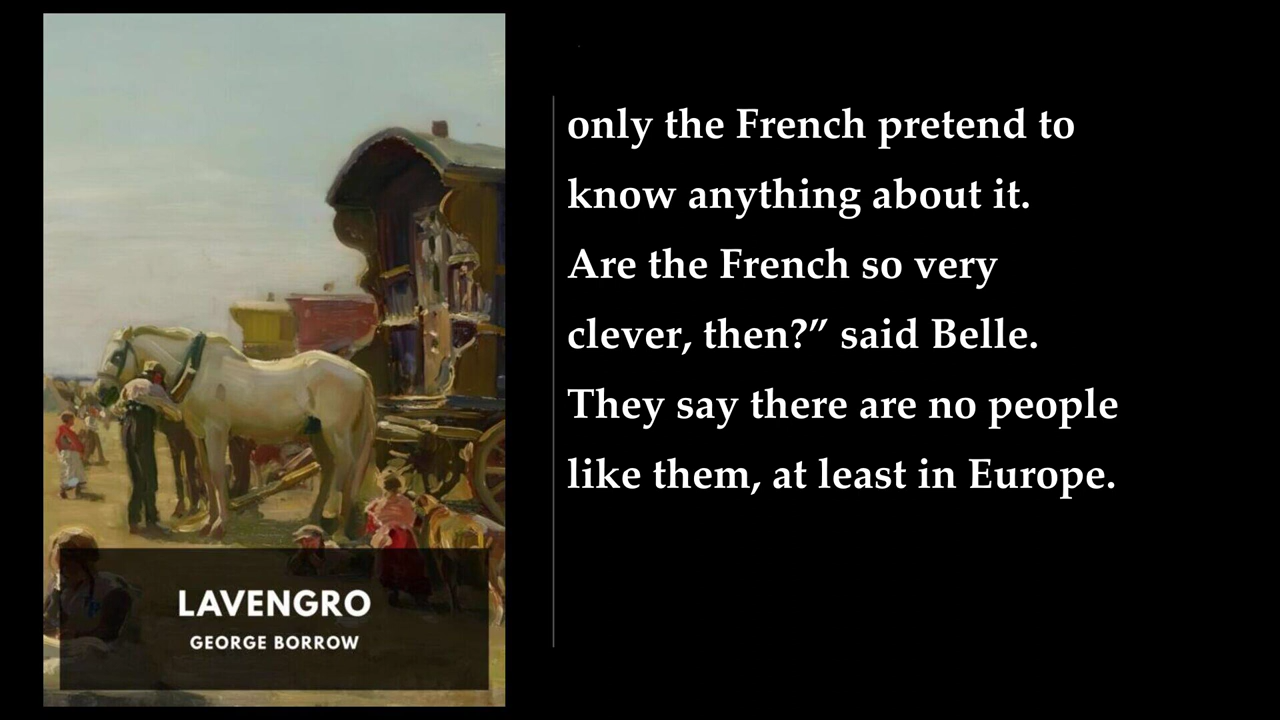 only the French pretend to
know anything about it.
Are the French so very
clever, then?” said Belle.
They say there are no people
like them, at least in Europe.
LAVENGRO
GEORGE BORROW